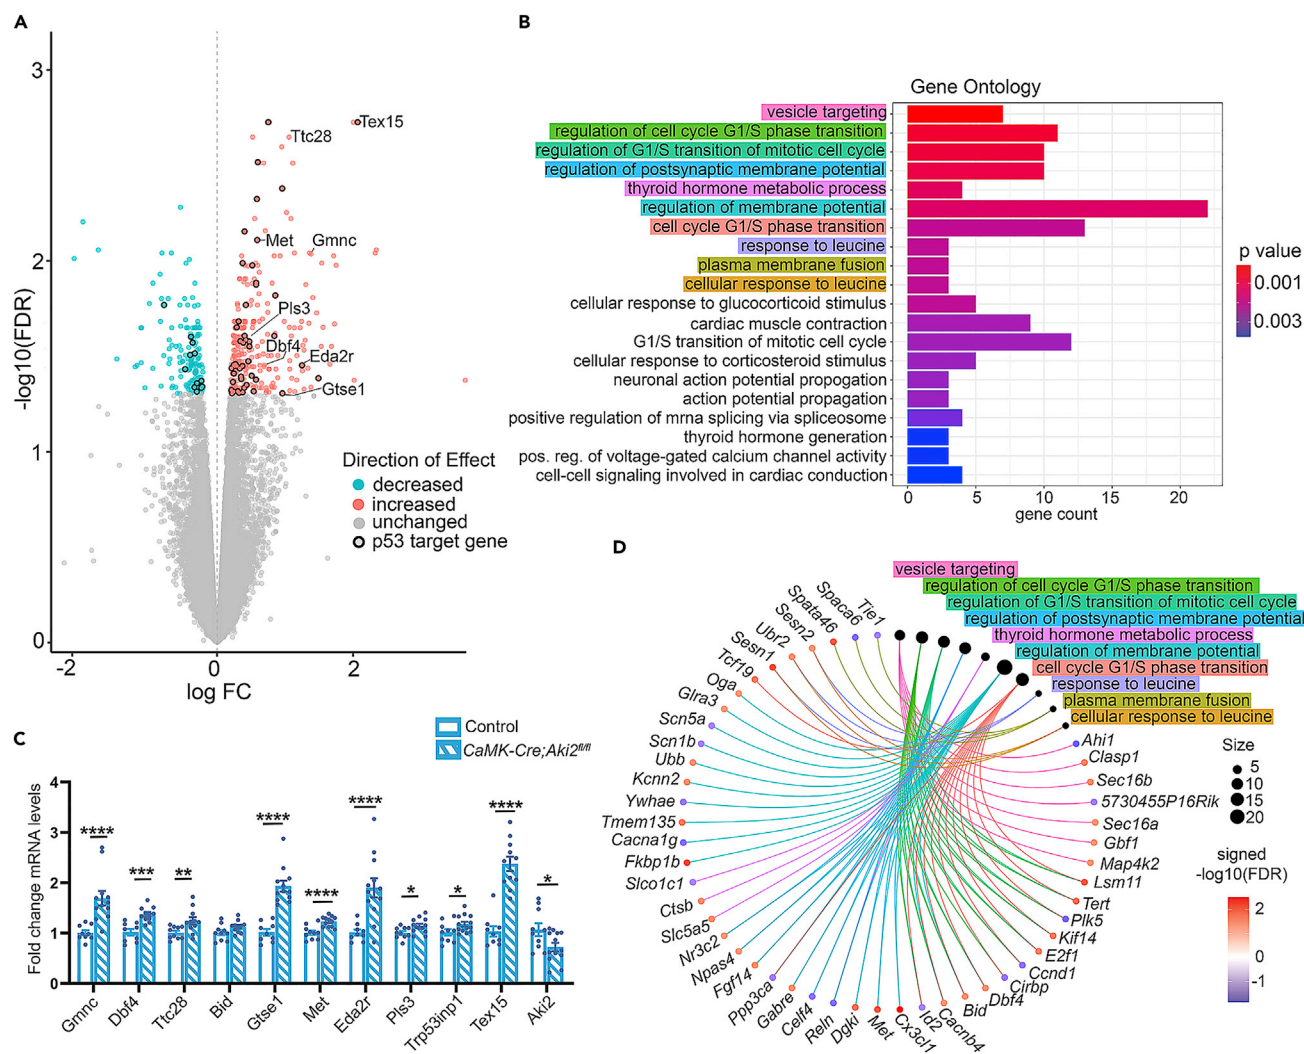 A
3
2
1
0
-log10(FDR)
-2
0
2
log FC
Tex15
Ttc28
Met
Gmnc
Pls3
Dbf4
Eda2r
Gtse1
Direction of Effect
decreased
increased
unchanged
p53 target gene
B
Gene Ontology
vesicle targeting
regulation of cell cycle G1/S phase transition
regulation of G1/S transition of mitotic cell cycle
regulation of postsynaptic membrane potential
thyroid hormone metabolic process
regulation of membrane potential
cell cycle G1/S phase transition
response to leucine
plasma membrane fusion
cellular response to leucine
cellular response to glucocorticoid stimulus
cardiac muscle contraction
G1/S transition of mitotic cell cycle
cellular response to corticosteroid stimulus
neuronal action potential propogation
action potential propagation
positive regulation of mrna splicing via spliceosome
thyroid hormone generation
pos. reg. of voltage-gated calcium channel activity
cell-cell signaling involved in cardiac conduction
0 5 10 15 20
gene count
p value
0.001
0.003
C
Control
CaMK-Cre;Aki2fl/fl
Fold change mRNA levels
4
3
2
1
0
**** *** ** **** **** **** * * **** *
Gmnc Dbf4 Ttc28 Bid Gtse1 Met Eda2r Pls3 Trp53inp1 Tex15 Aki2
D
vesicle targeting
regulation of cell cycle G1/S phase transition
regulation of G1/S transition of mitotic cell cycle
regulation of postsynaptic membrane potential
thyroid hormone metabolic process
regulation of membrane potential
cell cycle G1/S phase transition
response to leucine
plasma membrane fusion
cellular response to leucine
Ahi1
Clasp1
Sec16b
5730455P16Rik
Sec16a
Gbf1
Map4k2
Lsm11
Tert
Plk5
Kif14
E2f1
Ccnd1
Cirbp
Dbf4
Bid
Cacnb4
Id2
Cx3cl1
Met
Dgki
Reln
Celf4
Gabre
Ppp3ca
Fgf14
Npas4
Nr3c2
Slc5a5
Ctsb
Slco1c1
Fkbp1b
Cacna1g
Tmem135
Ywhae
Kcnn2
Ubb
Scn1b
Scn5a
Glra3
Oga
Tcf19
Sesn1
Ubr2
Sesn2
Spata46
Spaca6
Tie1
Size
5
10
15
20
signed
-log10(FDR)
2
1
0
-1